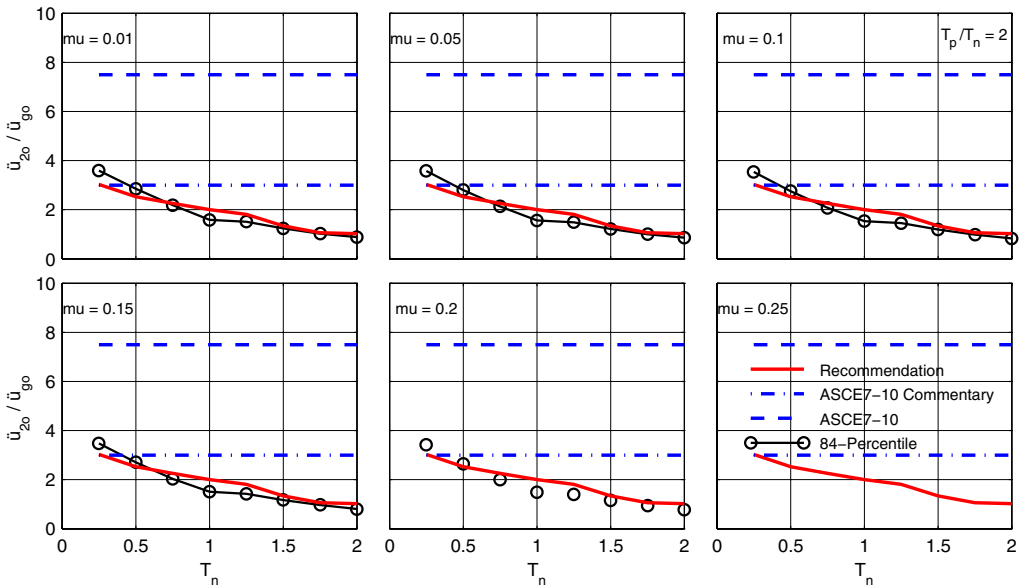 10
8
6
4
2
0
ü2o / ügo
mu = 0.01
mu = 0.05
mu = 0.1
Tp/Tn = 2
10
8
6
4
2
0
ü2o / ügo
mu = 0.15
mu = 0.2
mu = 0.25
Recommendation
ASCE7−10 Commentary
ASCE7−10
84−Percentile
0 0.5 1 1.5 2
0 0.5 1 1.5 2
0 0.5 1 1.5 2
Tn
Tn
Tn